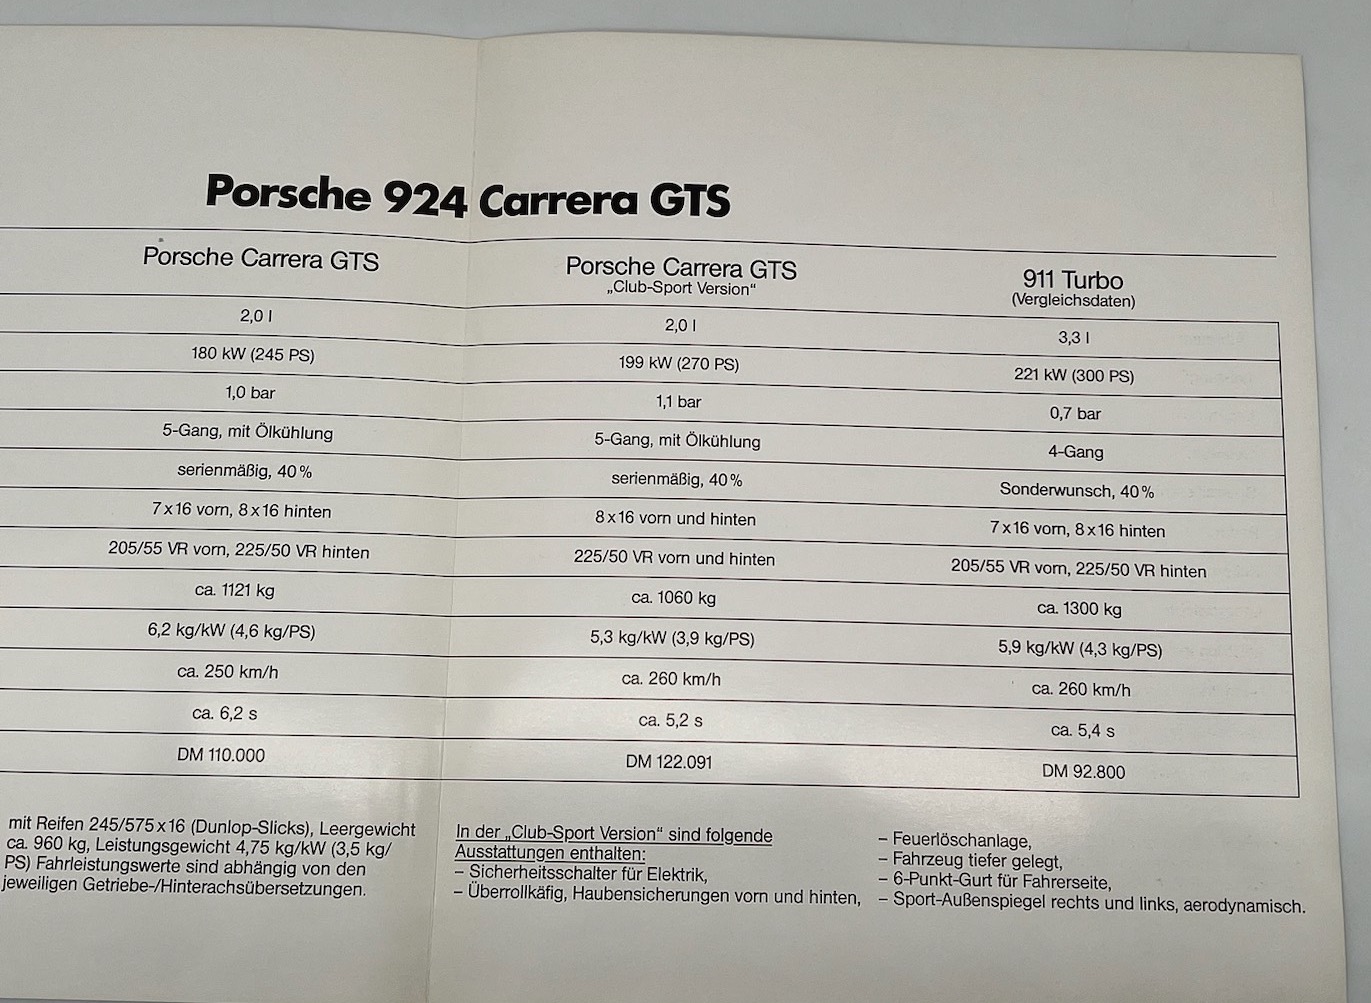 Porsche 924 Carrera GTS
Porsche Carrera GTS Porsche Carrera GTS 911 Turbo
„Club-Sport Version“ (Vergleichsdaten)
2,0 l 2,0 l 3,3 l
180 kW (245 PS) 199 kW (270 PS) 221 kW (300 PS)
1,0 bar 1,1 bar 0,7 bar
5-Gang, mit Ölkühlung 5-Gang, mit Ölkühlung 4-Gang
serienmäßig, 40% serienmäßig, 40% Sonderwunsch, 40%
7x16 vorn, 8x16 hinten 8x16 vorn und hinten 7x16 vorn, 8x16 hinten
205/55 VR vorn, 225/50 VR hinten 225/50 VR vorn und hinten 205/55 VR vorn, 225/50 VR hinten
ca. 1121 kg ca. 1060 kg ca. 1300 kg
6,2 kg/kW (4,6 kg/PS) 5,3 kg/kW (3,9 kg/PS) 5,9 kg/kW (4,3 kg/PS)
ca. 250 km/h ca. 260 km/h ca. 260 km/h
ca. 6,2 s ca. 5,2 s ca. 5,4 s
DM 110.000 DM 122.091 DM 92.800
mit Reifen 245/575x16 (Dunlop-Slicks), Leergewicht
ca. 960 kg, Leistungsgewicht 4,75 kg/kW (3,5 kg/
PS) Fahrleistungswerte sind abhängig von den
jeweiligen Getriebe-/Hinterachsübersetzungen.
In der „Club-Sport Version“ sind folgende
Ausstattungen enthalten:
– Sicherheitsschalter für Elektrik,
– Überrollkäfig, Haubensicherungen vorn und hinten,
– Feuerlöschanlage,
– Fahrzeug tiefer gelegt,
– 6-Punkt-Gurt für Fahrerseite,
– Sport-Außenspiegel rechts und links, aerodynamisch.